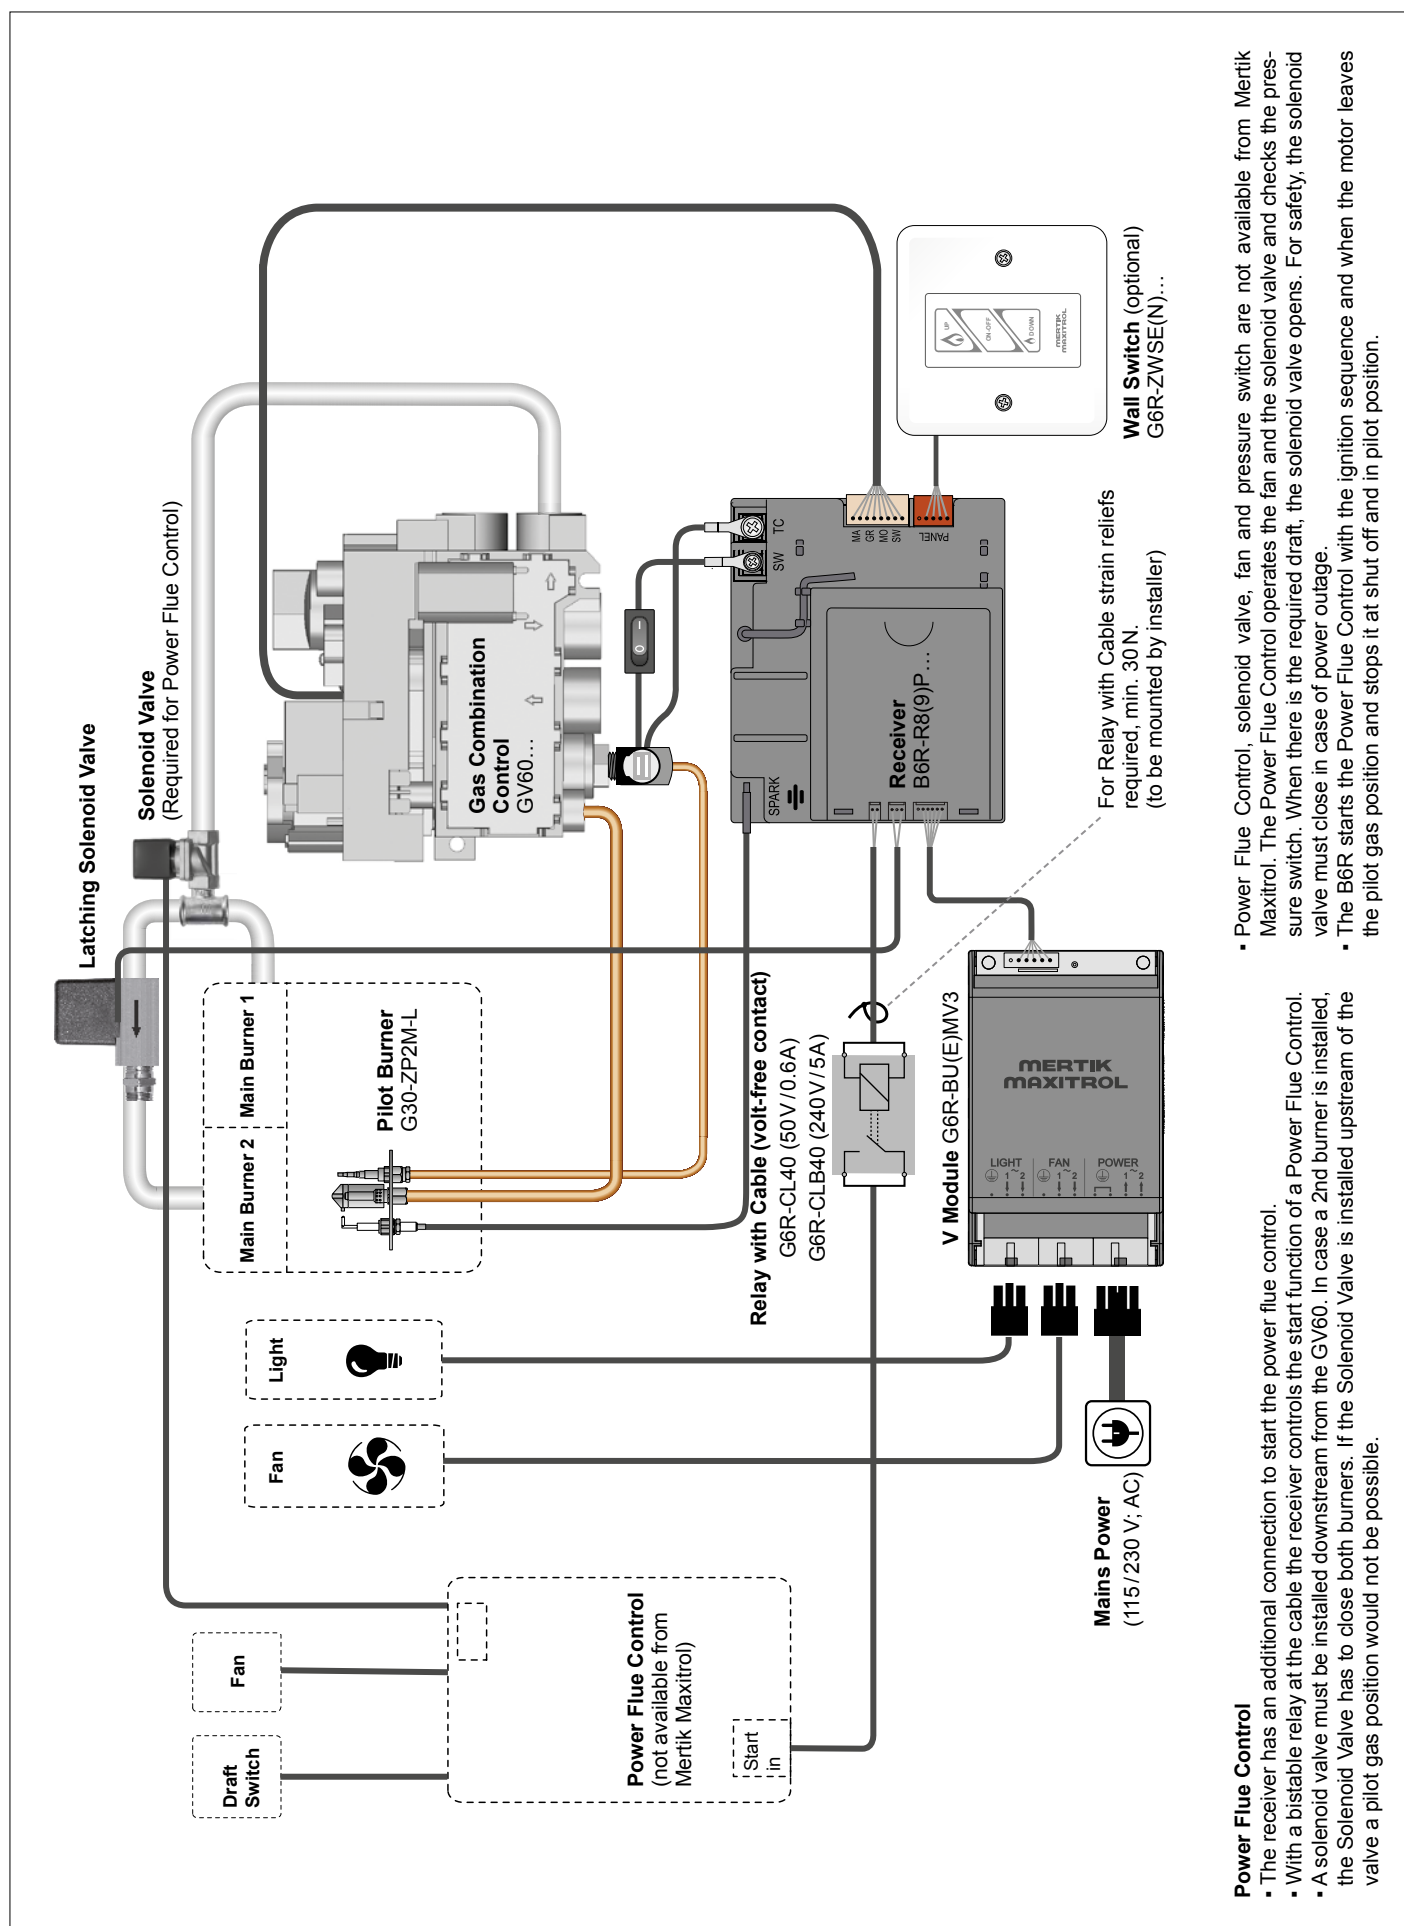 Latching Solenoid Valve
Solenoid Valve
(Required for Power Flue Control)
Draft
Switch
Fan
Fan
Light
Main Burner 2
Main Burner 1
Pilot Burner
G30-ZP2M-L
Gas Combination
Control
GV60…
Power Flue Control
(not available from
Mertik Maxitrol)
Start
in
0 I
Relay with Cable (volt-free contact)
G6R-CL40 (50 V / 0.6A)
G6R-CLB40 (240 V / 5A)
SPARK
SW
TC
MA
GR
MO
SW
PANEL
Receiver
B6R-R8(9)P…
UP
ON-OFF
DOWN
MERTIK
MAXITROL
Wall Switch (optional)
G6R-ZWSE(N)…
For Relay with Cable strain reliefs
required, min. 30 N.
(to be mounted by installer)
V Module G6R-BU(E)MV3
MERTIK
MAXITROL
LIGHT
1 ~ 2
FAN
1 ~ 2
POWER
1 ~ 2
Mains Power
(115 / 230 V; AC)
Power Flue Control
▪ The receiver has an additional connection to start the power flue control.
▪ With a bistable relay at the cable the receiver controls the start function of a Power Flue Control.
▪ A solenoid valve must be installed downstream from the GV60. In case a 2nd burner is installed,
the Solenoid Valve has to close both burners. If the Solenoid Valve is installed upstream of the
valve a pilot gas position would not be possible.
▪ Power Flue Control, solenoid valve, fan and pressure switch are not available from Mertik
Maxitrol. The Power Flue Control operates the fan and the solenoid valve and checks the pres-
sure switch. When there is the required draft, the solenoid valve opens. For safety, the solenoid
valve must close in case of power outage.
▪ The B6R starts the Power Flue Control with the ignition sequence and when the motor leaves
the pilot gas position and stops it at shut off and in pilot position.